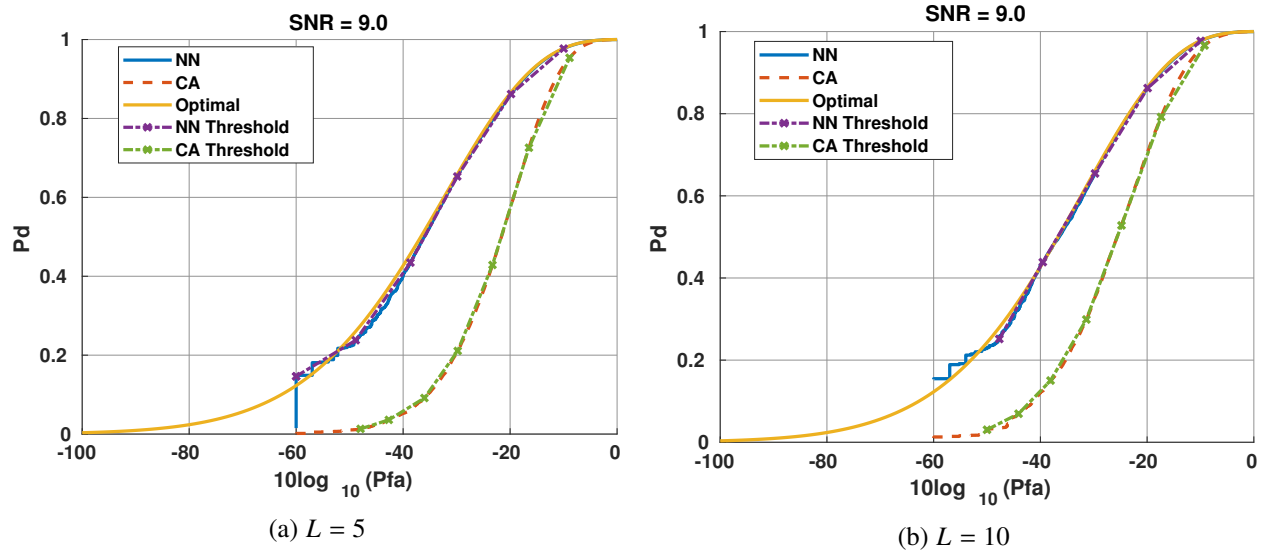 SNR = 9.0
1
0.8
0.6
0.4
0.2
0
Pd
NN
CA
Optimal
NN Threshold
CA Threshold
-100 -80 -60 -40 -20 0
10log 10 (Pfa)
(a) L = 5
SNR = 9.0
1
0.8
0.6
0.4
0.2
0
Pd
NN
CA
Optimal
NN Threshold
CA Threshold
-100 -80 -60 -40 -20 0
10log 10 (Pfa)
(b) L = 10